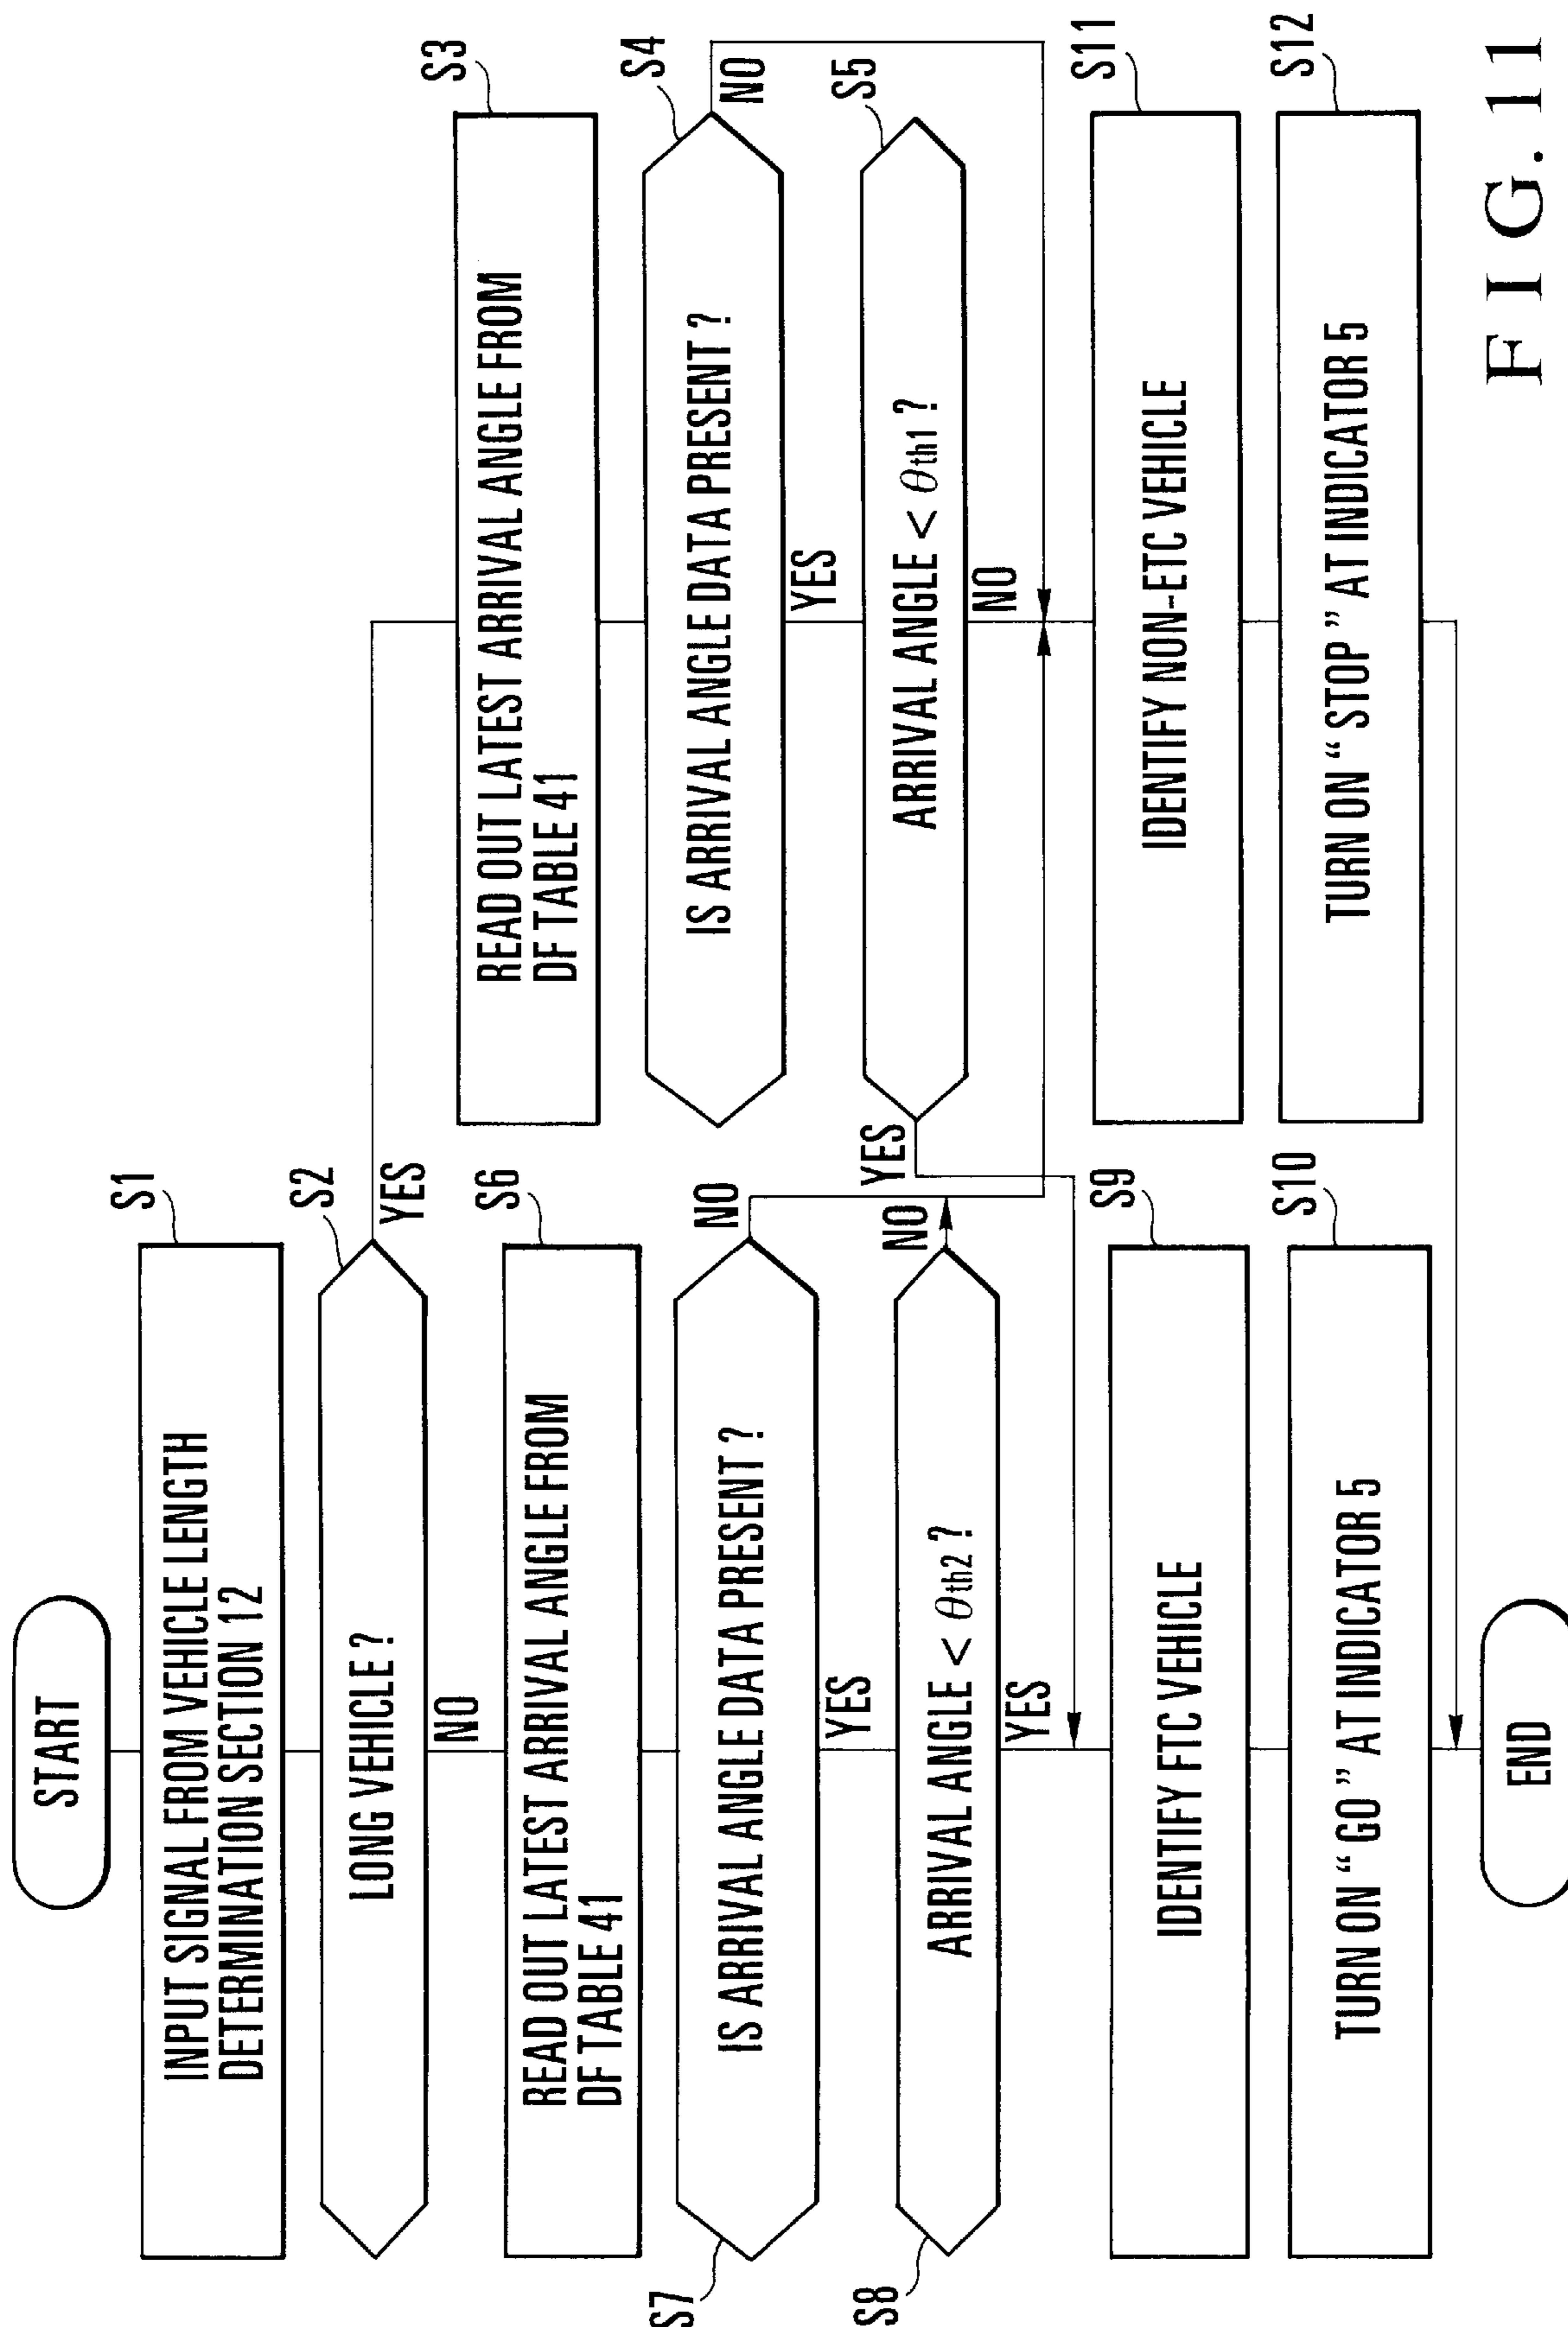 START
S1
INPUT SIGNAL FROM VEHICLE LENGTH
DETERMINATION SECTION 12
S2
LONG VEHICLE ?
YES
NO
S3
READ OUT LATEST ARRIVAL ANGLE FROM
DF TABLE 41
S4
IS ARRIVAL ANGLE DATA PRESENT ?
NO
YES
S5
ARRIVAL ANGLE < θth1 ?
YES
NO
S6
READ OUT LATEST ARRIVAL ANGLE FROM
DF TABLE 41
S7
IS ARRIVAL ANGLE DATA PRESENT ?
NO
YES
S8
ARRIVAL ANGLE < θth2 ?
NO
YES
S9
IDENTIFY FTC VEHICLE
S10
TURN ON “ GO ” AT INDICATOR 5
S11
IDENTIFY NON-ETC VEHICLE
S12
TURN ON “ STOP ” AT INDICATOR 5
END
FIG. 11